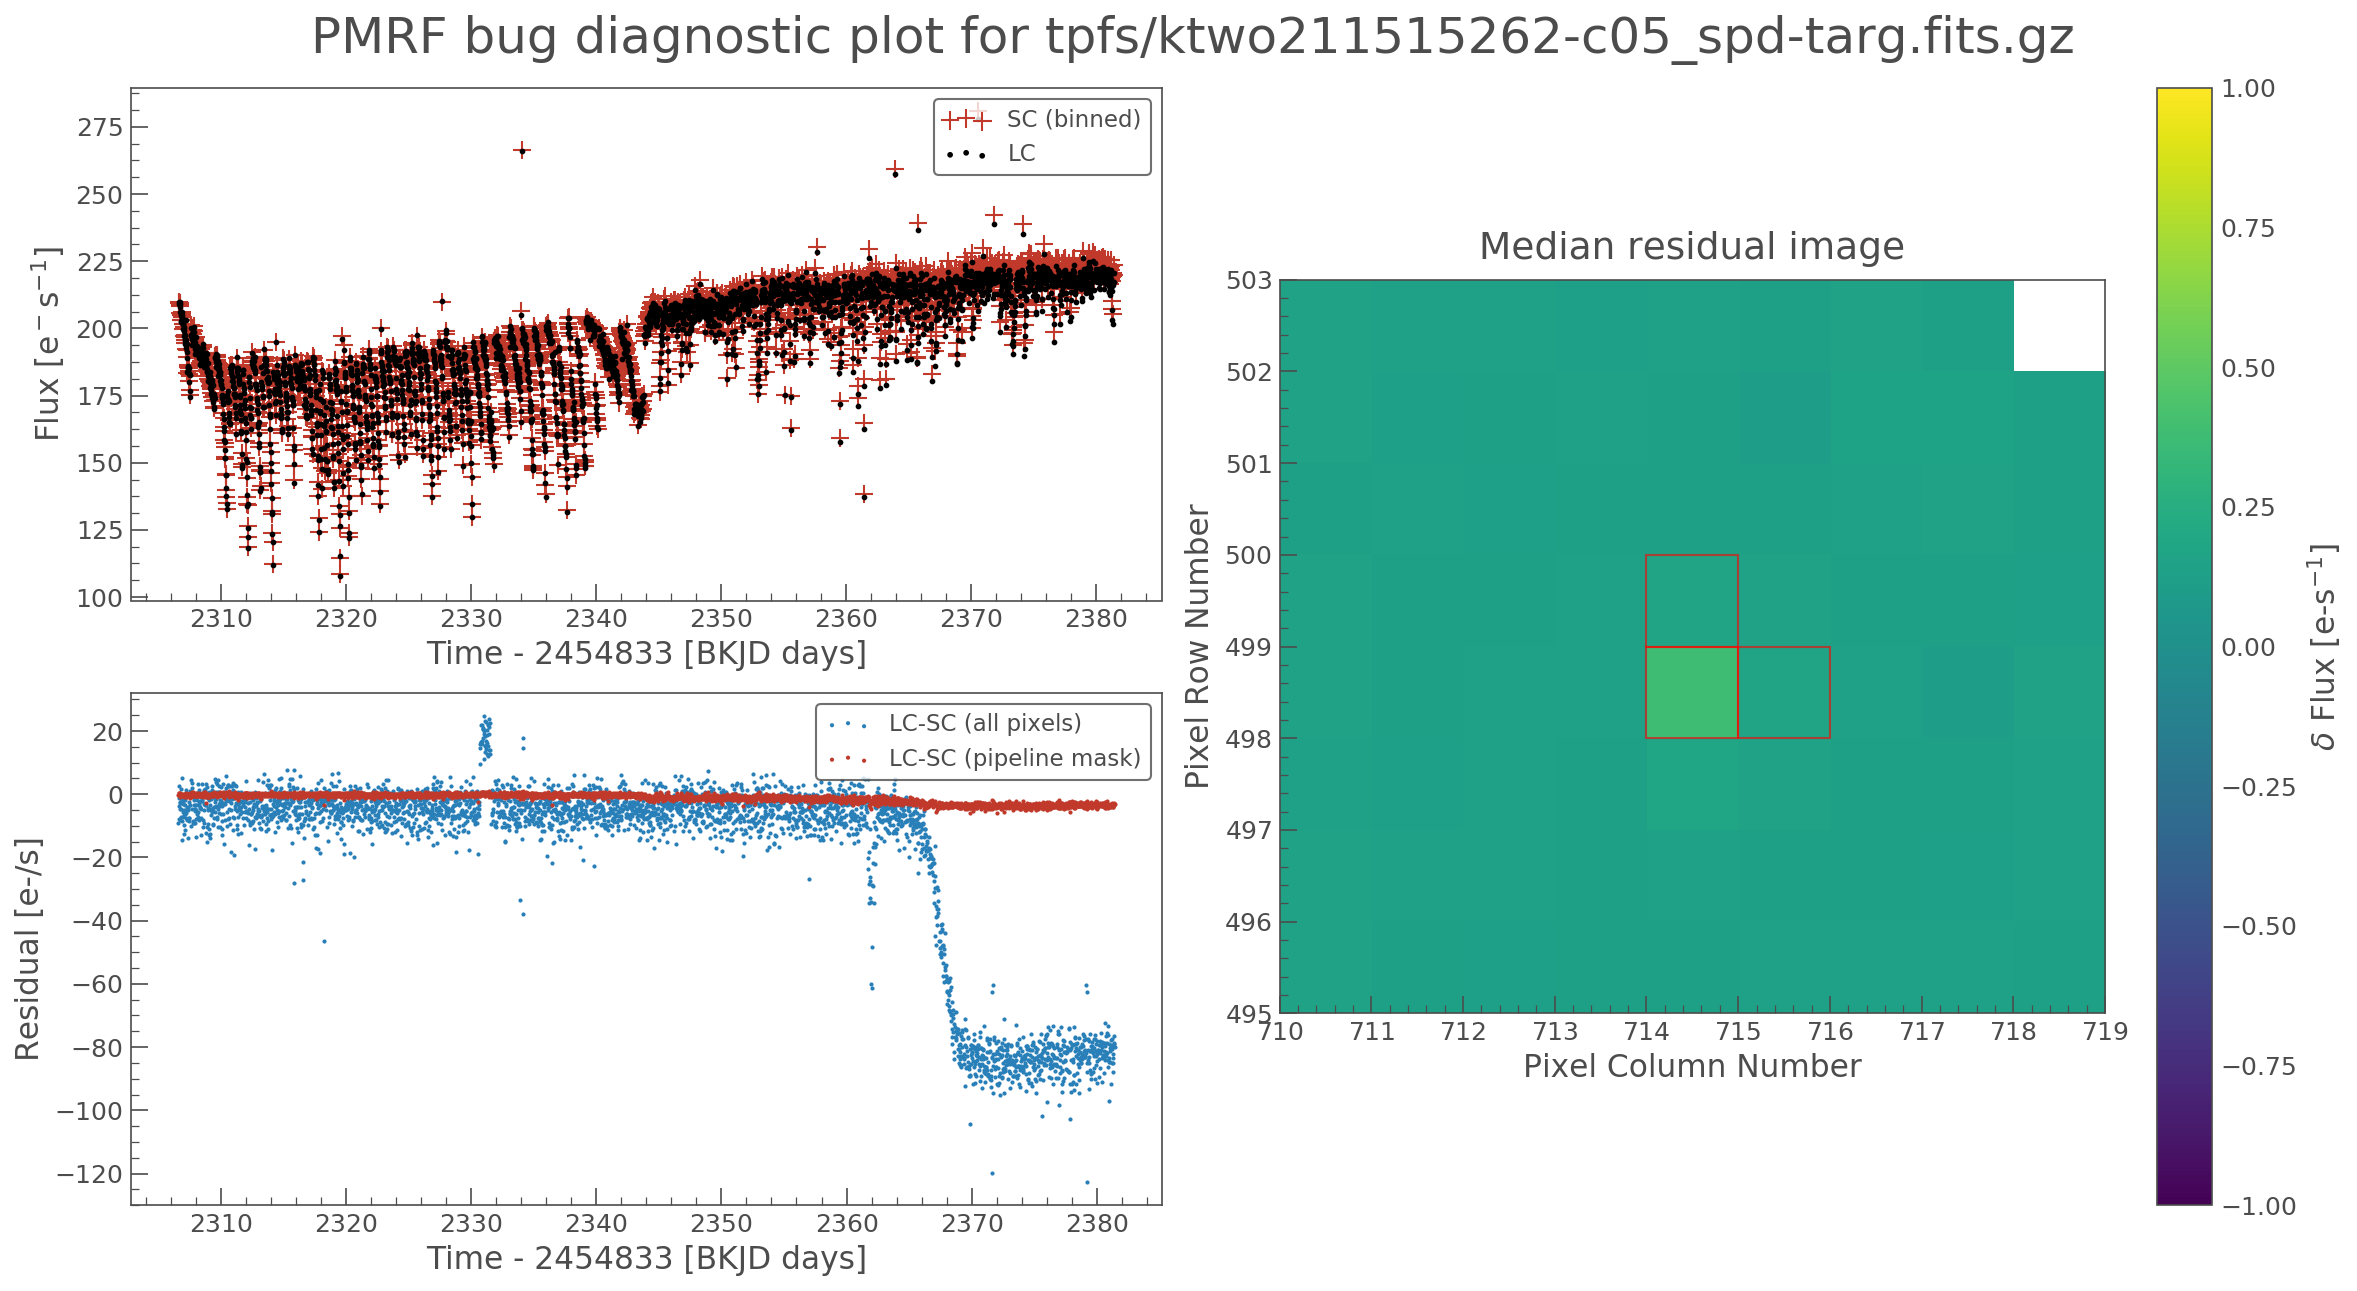 PMRF bug diagnostic plot for tpfs/ktwo211515262-c05_spd-targ.fits.gz
Flux [e⁻ s⁻¹]
275
250
225
200
175
150
125
100
SC (binned)
LC
2310 2320 2330 2340 2350 2360 2370 2380
Time - 2454833 [BKJD days]
Residual [e-/s]
20
0
−20
−40
−60
−80
−100
−120
LC-SC (all pixels)
LC-SC (pipeline mask)
2310 2320 2330 2340 2350 2360 2370 2380
Time - 2454833 [BKJD days]
Median residual image
Pixel Row Number
503
502
501
500
499
498
497
496
495
710 711 712 713 714 715 716 717 718 719
Pixel Column Number
1.00
0.75
0.50
0.25
0.00
−0.25
−0.50
−0.75
−1.00
δ Flux [e-s⁻¹]